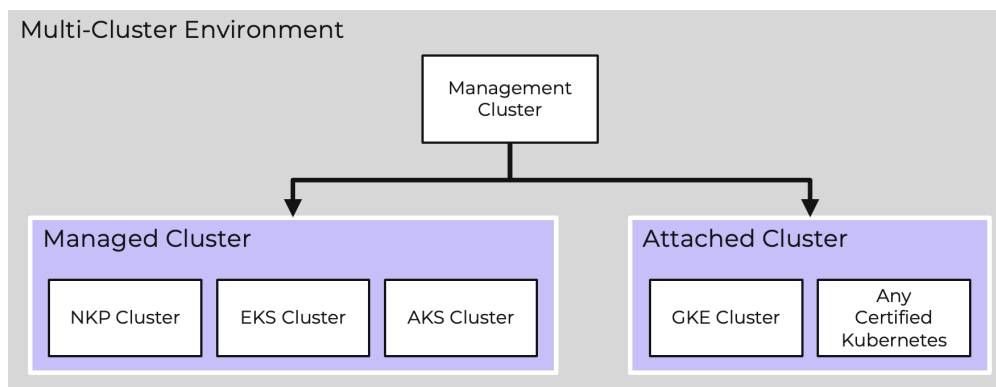 Multi-Cluster Environment
Management
Cluster
Managed Cluster
NKP Cluster
EKS Cluster
AKS Cluster
Attached Cluster
GKE Cluster
Any
Certified
Kubernetes